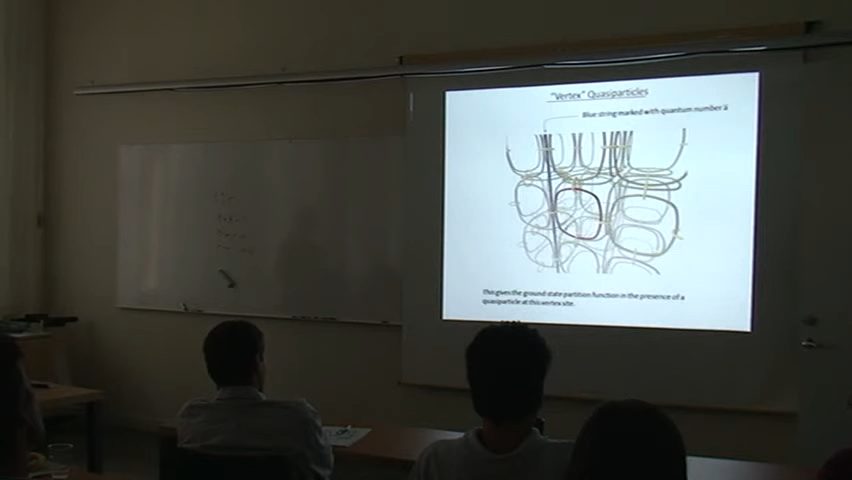 "Vertex" Quasiparticles
Blue string marked with quantum number a
This gives the ground state partition function in the presence of a
quasiparticle at this vertex site.